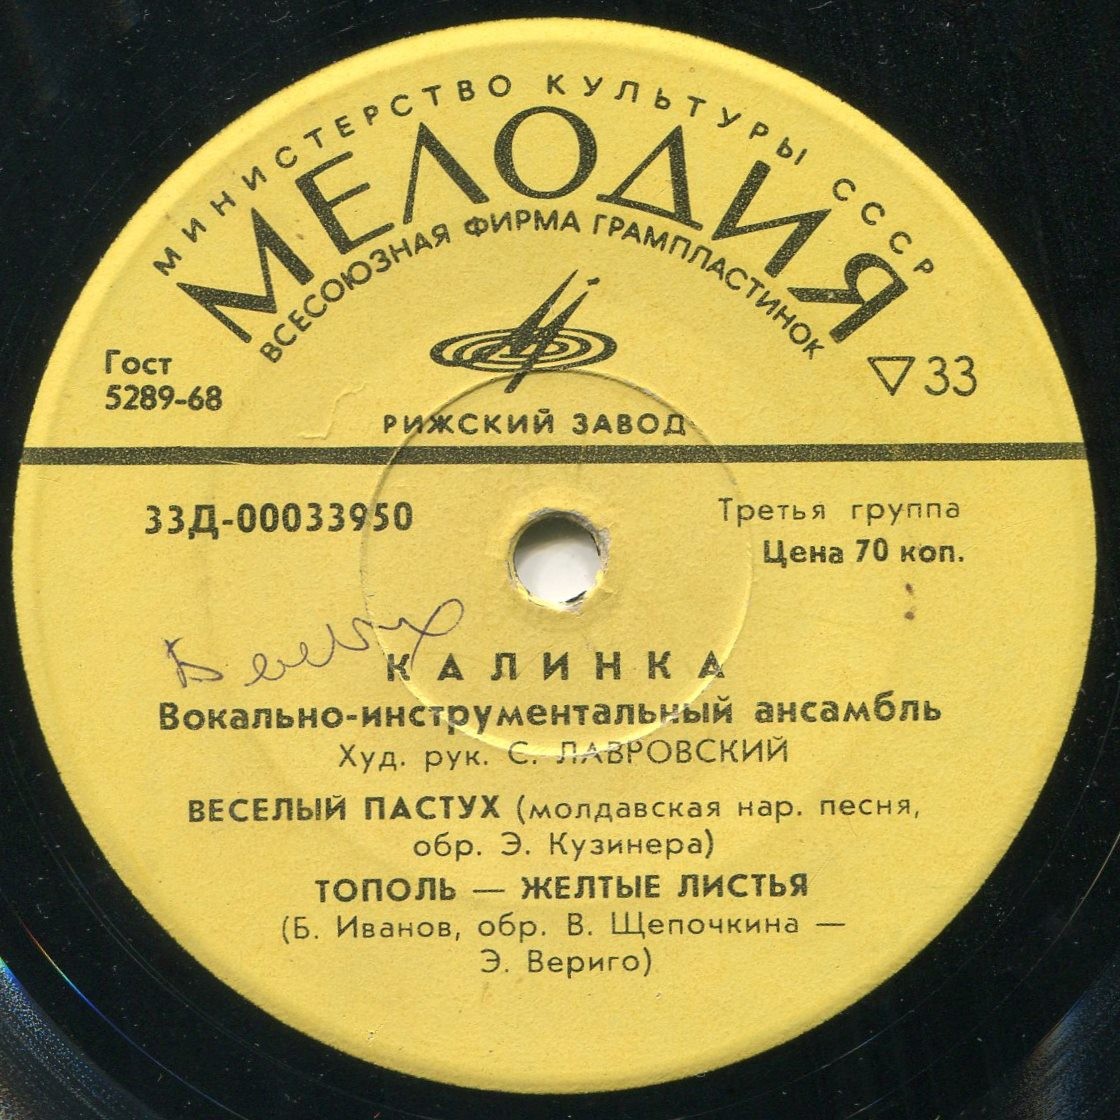 МИНИСТЕРСТВО КУЛЬТУРЫ СССР
МЕЛОДИЯ
ВСЕСОЮЗНАЯ ФИРМА ГРАМПЛАСТИНОК
Гост
5289-68
33
РИЖСКИЙ ЗАВОД
33Д-00033950
Третья группа
Цена 70 коп.
КАЛИНКА
Вокально-инструментальный ансамбль
Худ. рук. С. ЛАВРОВСКИЙ
ВЕСЕЛЫЙ ПАСТУХ (молдавская нар. песня,
обр. Э. Кузинера)
ТОПОЛЬ — ЖЕЛТЫЕ ЛИСТЬЯ
(Б. Иванов, обр. В. Щепочкина —
Э. Вериго)